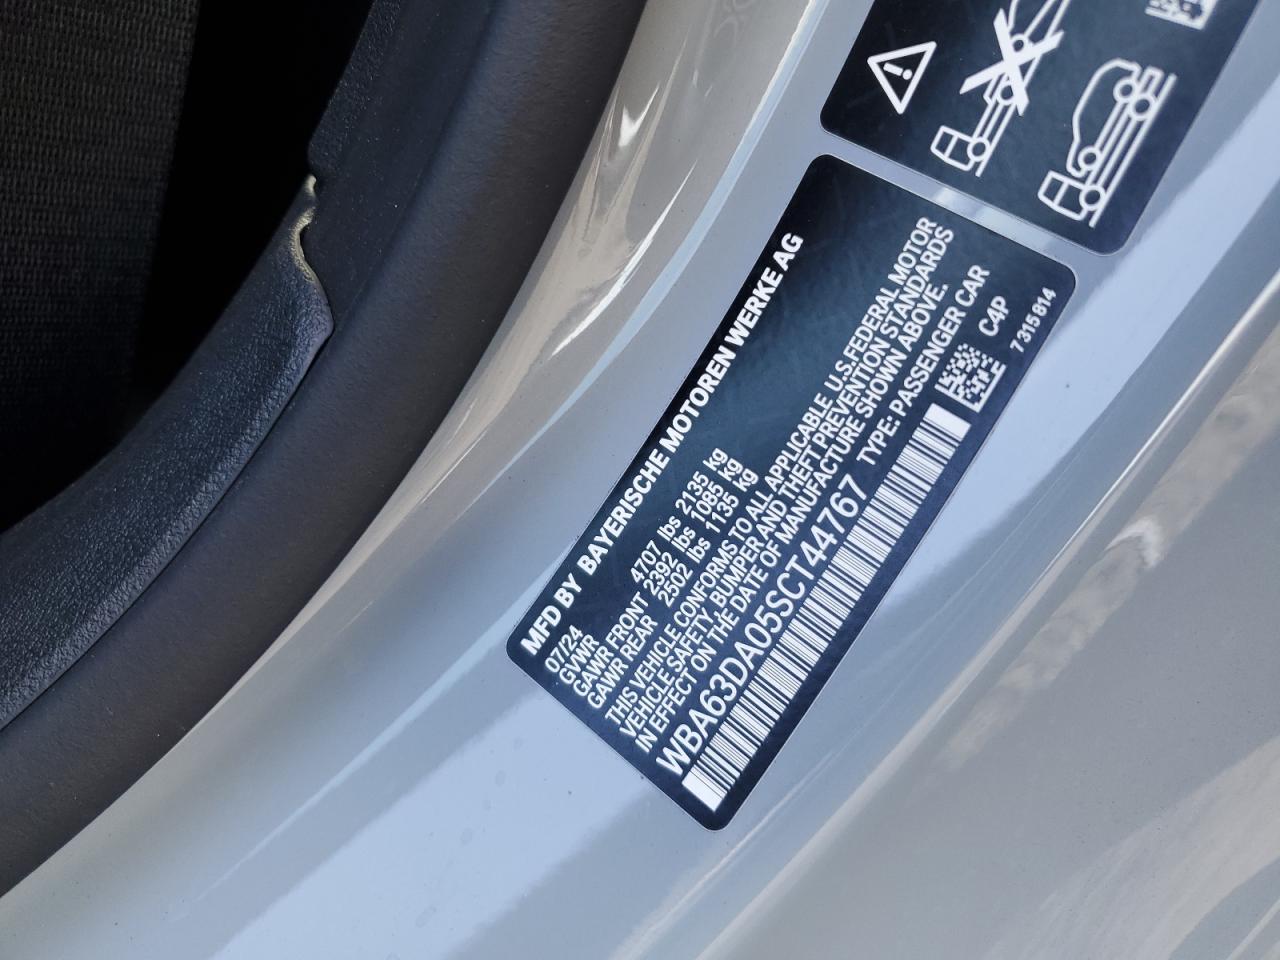 MFD BY BAYERISCHE MOTOREN WERKE AG
07/24
GVWR 4707 lbs 2135 kg
GAWR FRONT 2392 lbs 1085 kg
GAWR REAR 2502 lbs 1135 kg
THIS VEHICLE CONFORMS TO ALL APPLICABLE U.S.FEDERAL MOTOR
VEHICLE SAFETY, BUMPER AND THEFT PREVENTION STANDARDS
IN EFFECT ON THE DATE OF MANUFACTURE SHOWN ABOVE.
WBA63DA05SCT44767 TYPE: PASSENGER CAR
C4P
7 315 814